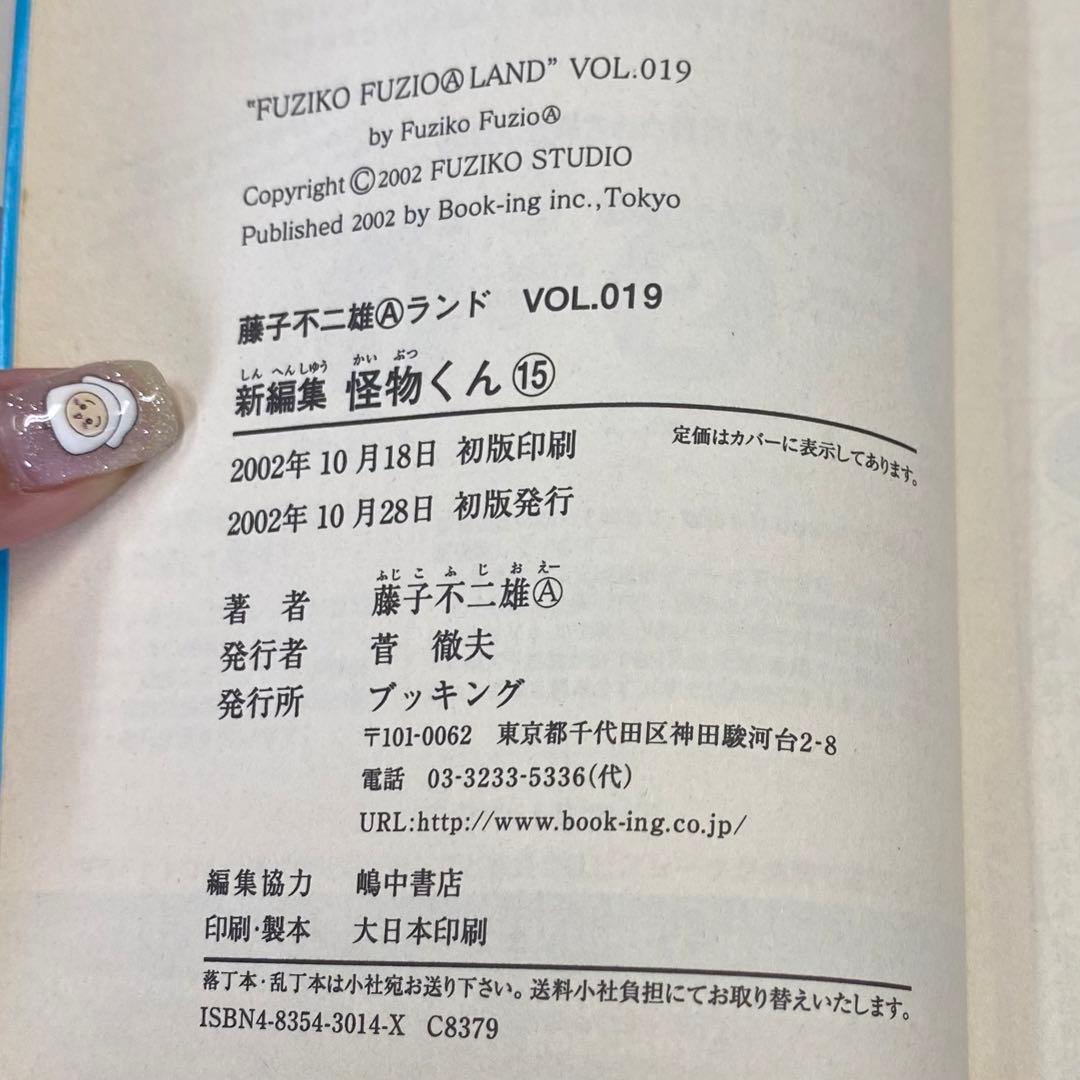 "FUZIKO FUZIOⒶLAND" VOL.019
by Fuziko FuzioⒶ
Copyright ©2002 FUZIKO STUDIO
Published 2002 by Book-ing inc.,Tokyo
藤子不二雄Ⓐランド VOL.019
しん へんしゅう かい ぶつ
新編集 怪物くん⑮
定価はカバーに表示してあります。
2002年10月18日 初版印刷
2002年10月28日 初版発行
ふじ こ ふ じ お えー
著 者 藤子不二雄Ⓐ
発行者 菅 徹夫
発行所 ブッキング
〒101-0062 東京都千代田区神田駿河台2-8
電話 03-3233-5336(代)
URL:http://www.book-ing.co.jp/
編集協力 嶋中書店
印刷・製本 大日本印刷
落丁本・乱丁本は小社宛お送り下さい。送料小社負担にてお取り替えいたします。
ISBN4-8354-3014-X C8379